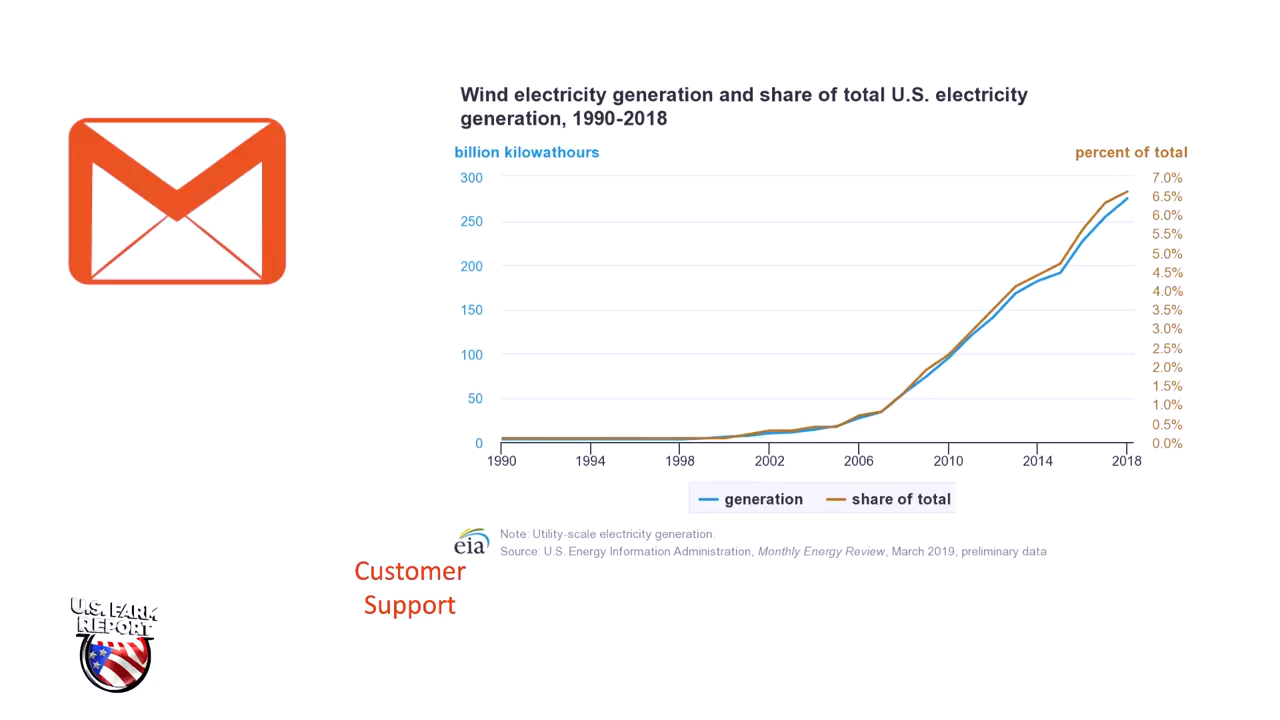 Wind electricity generation and share of total U.S. electricity
generation, 1990-2018
billion kilowathours
percent of total
300
250
200
150
100
50
0
7.0%
6.5%
6.0%
5.5%
5.0%
4.5%
4.0%
3.5%
3.0%
2.5%
2.0%
1.5%
1.0%
0.5%
0.0%
1990 1994 1998 2002 2006 2010 2014 2018
generation share of total
eia
Note: Utility-scale electricity generation.
Source: U.S. Energy Information Administration, Monthly Energy Review, March 2019, preliminary data
Customer
Support
U.S. FARM
REPORT